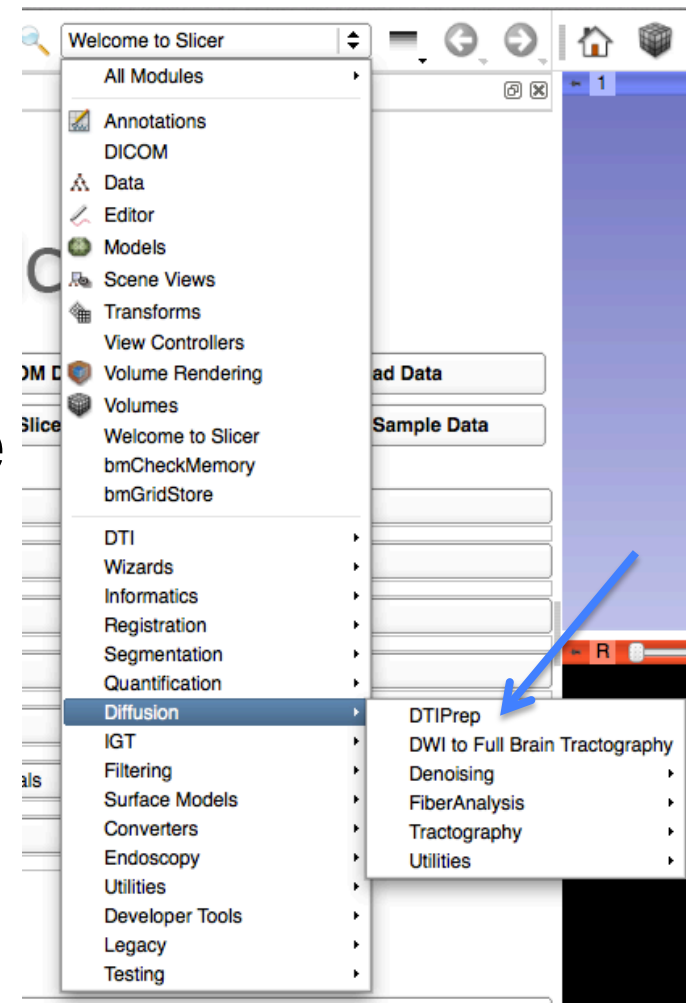 Welcome to Slicer
All Modules
1
Annotations
DICOM
Data
Editor
Models
Scene Views
Transforms
View Controllers
Volume Rendering
ad Data
Volumes
Slice
Sample Data
Welcome to Slicer
bmCheckMemory
bmGridStore
DTI
Wizards
Informatics
Registration
R
Segmentation
Quantification
Diffusion
DTIPrep
IGT
DWI to Full Brain Tractography
Filtering
Denoising
als
Surface Models
FiberAnalysis
Converters
Tractography
Endoscopy
Utilities
Utilities
Developer Tools
Legacy
Testing